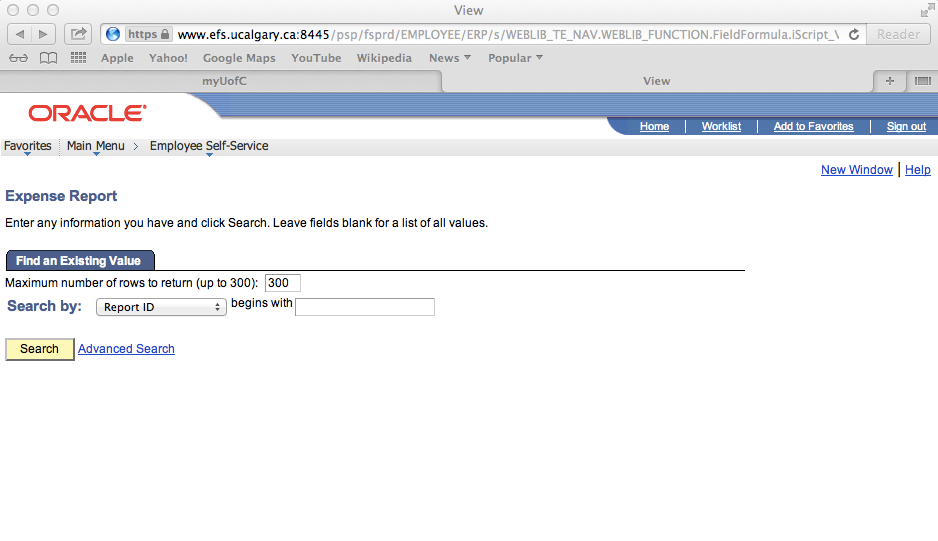 View
https www.efs.ucalgary.ca:8445/psp/fsprd/EMPLOYEE/ERP/s/WEBLIB_TE_NAV.WEBLIB_FUNCTION.FieldFormula.iScript_V Reader
Apple Yahoo! Google Maps YouTube Wikipedia News Popular
myUofC View +
ORACLE®
Home Worklist Add to Favorites Sign out
Favorites Main Menu > Employee Self-Service
New Window | Help
Expense Report
Enter any information you have and click Search. Leave fields blank for a list of all values.
Find an Existing Value
Maximum number of rows to return (up to 300): 300
Search by: Report ID begins with
Search Advanced Search